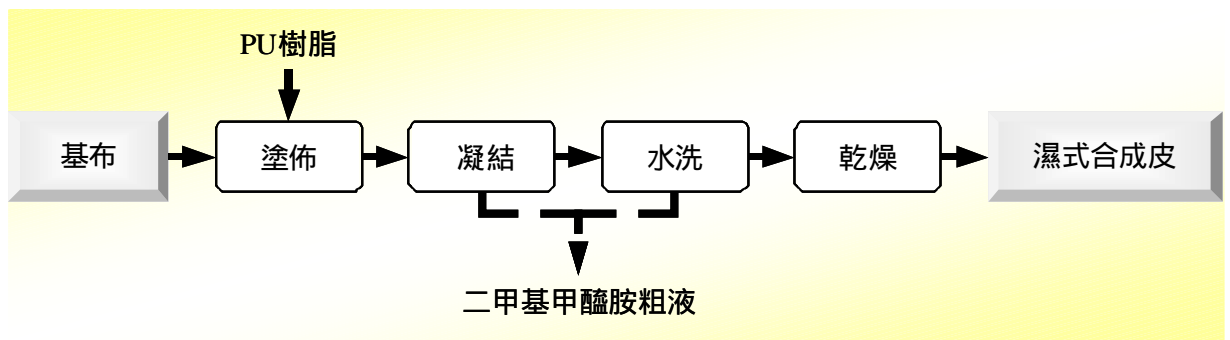 PU樹脂
基布
塗佈
凝結
水洗
乾燥
濕式合成皮
二甲基甲醯胺粗液